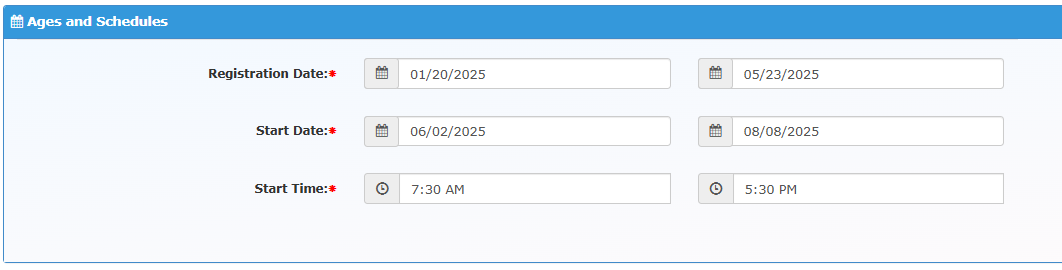 Ages and Schedules
Registration Date:* 01/20/2025 05/23/2025
Start Date:* 06/02/2025 08/08/2025
Start Time:* 7:30 AM 5:30 PM